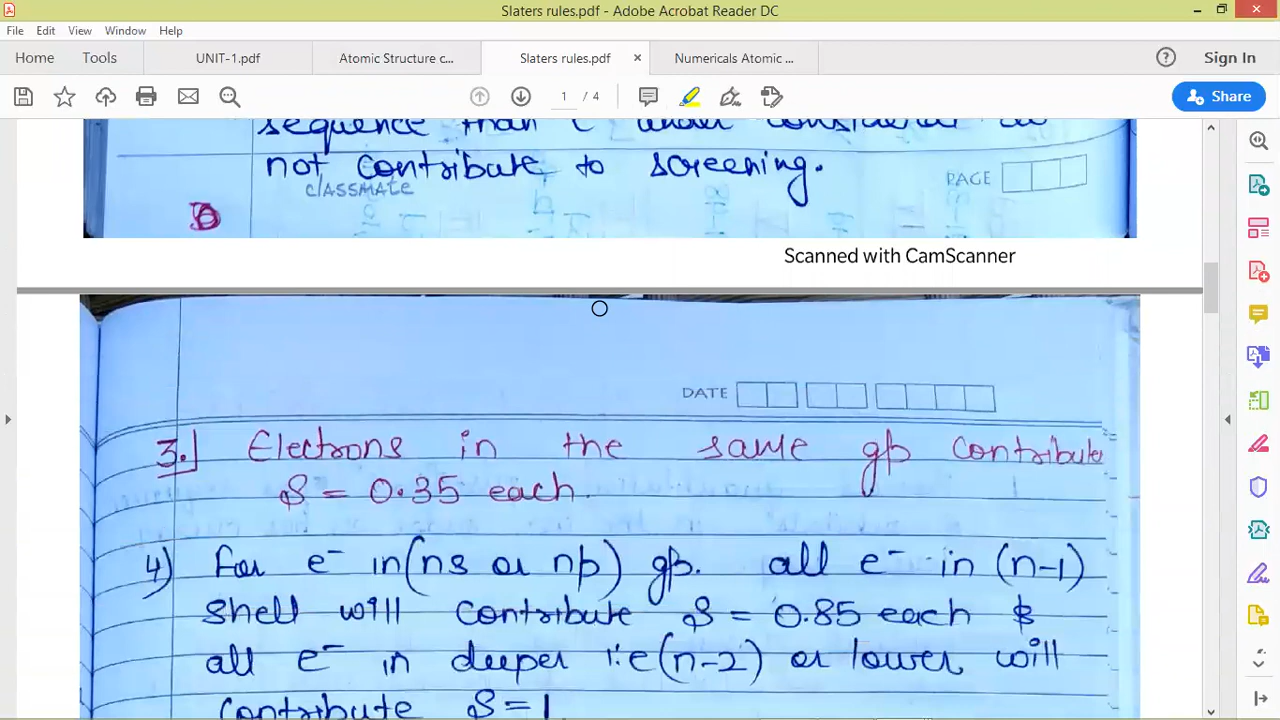 Slaters rules.pdf - Adobe Acrobat Reader DC
File Edit View Window Help
Home Tools UNIT-1.pdf Atomic Structure c... Slaters rules.pdf × Numericals Atomic ... ? Sign In
1 / 4 Share
sequence than e⁻ under
not contribute to screening.
classmate PAGE
Scanned with CamScanner
DATE
3.] Electrons in the same gp contribute
S = 0.35 each.
4) For e⁻ in (ns or np) gp. all e⁻ in (n-1)
shell will contribute S = 0.85 each &
all e⁻ in deeper i.e (n-2) or lower will
contribute S = 1